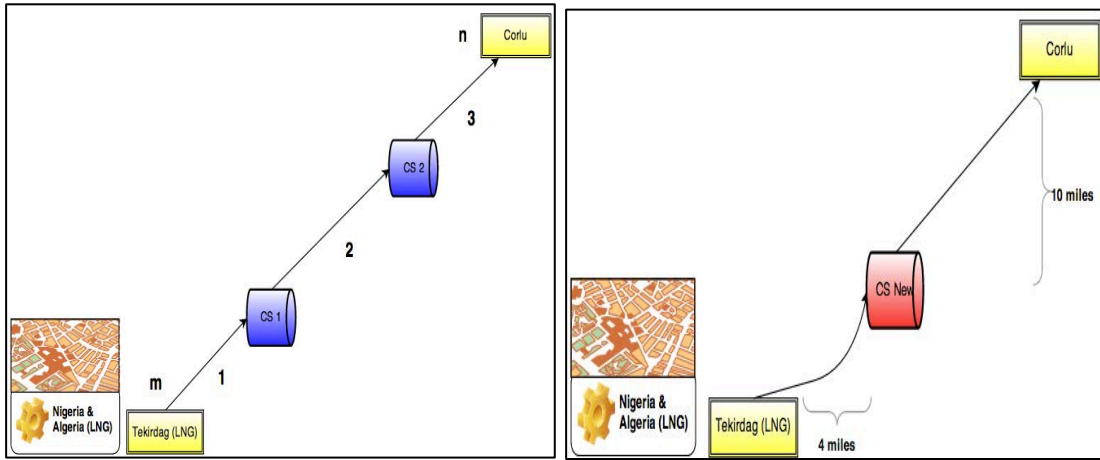 n
Corlu
3
CS 2
2
CS 1
m
1
Nigeria &
Algeria (LNG)
Tekirdag (LNG)
Corlu
10 miles
CS New
Nigeria &
Algeria (LNG)
Tekirdag (LNG)
4 miles